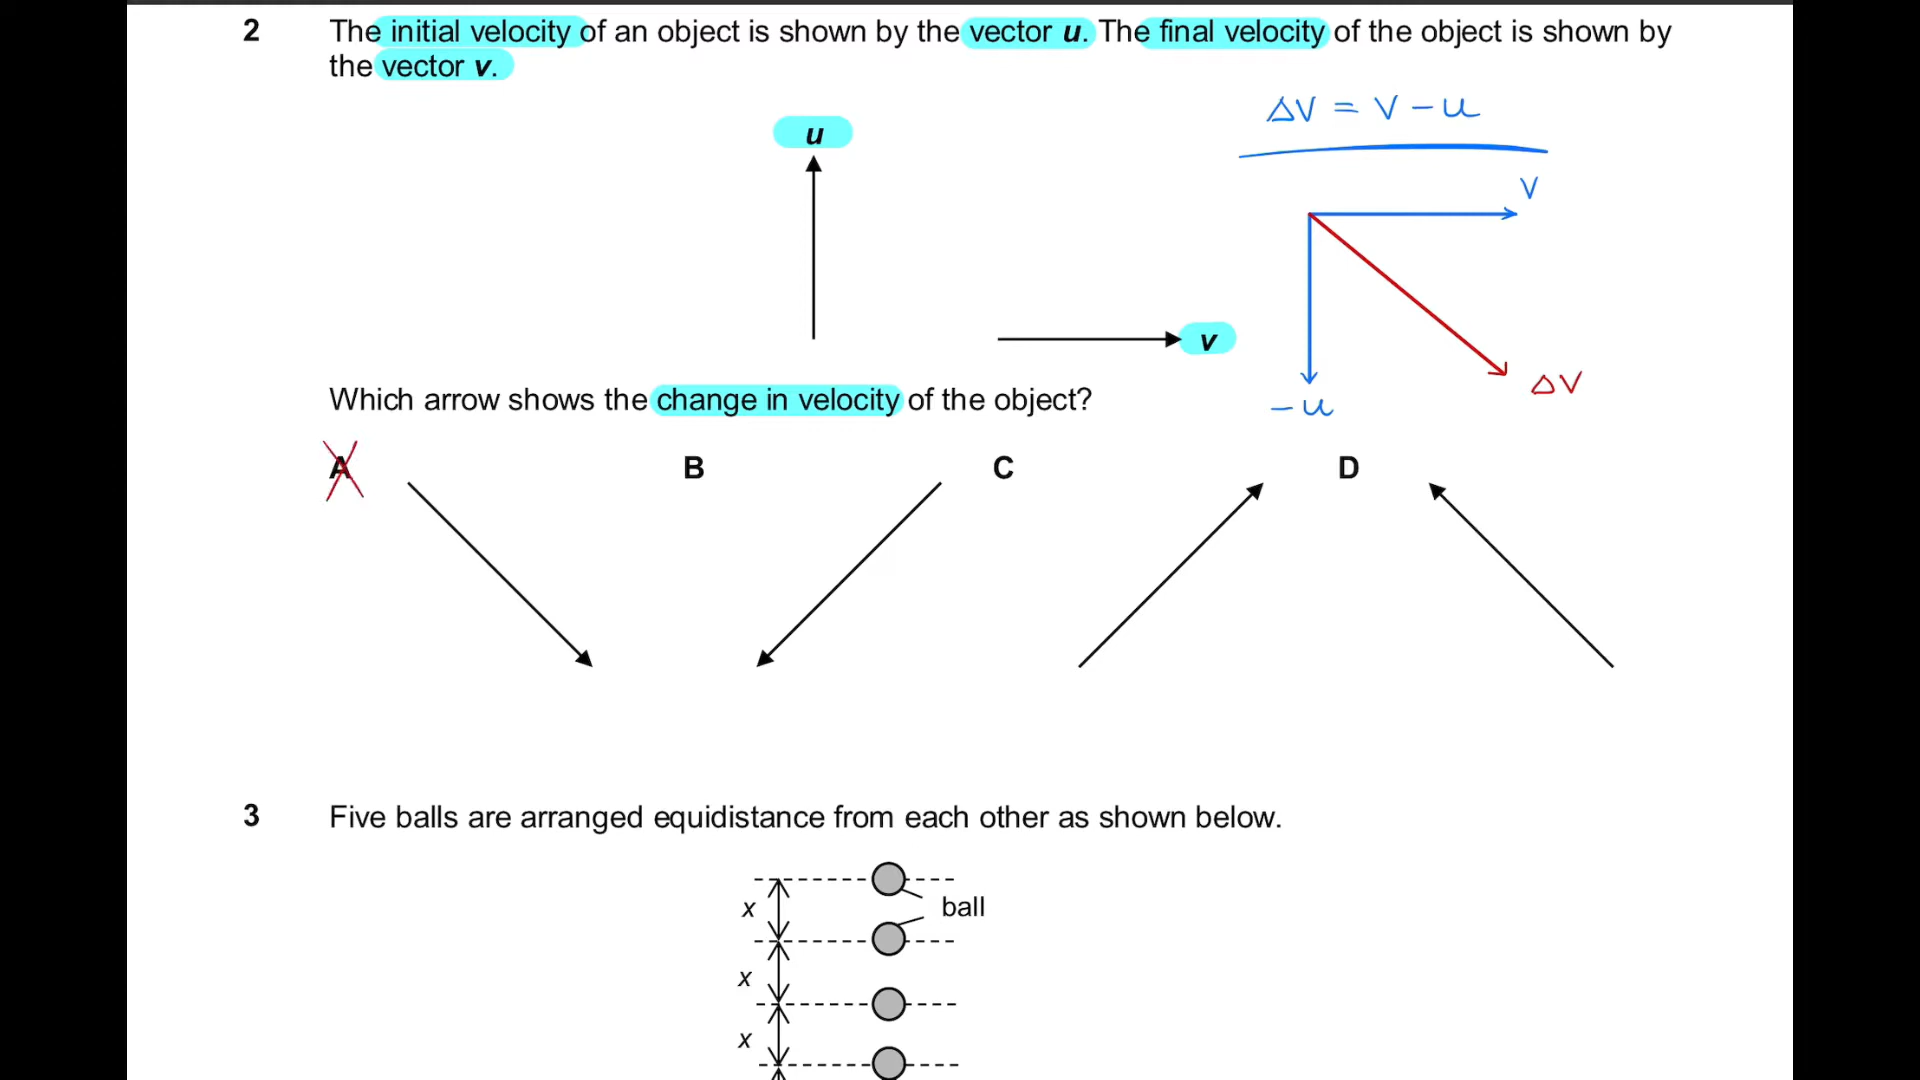 2 The initial velocity of an object is shown by the vector u. The final velocity of the object is shown by
the vector v.
ΔV = V - u
u
V
v
Which arrow shows the change in velocity of the object?
- u
ΔV
A B C D
3 Five balls are arranged equidistance from each other as shown below.
x
ball
x
x